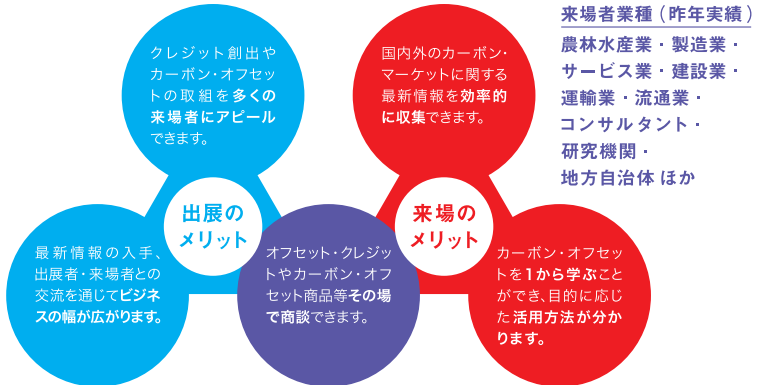 クレジット創出や
カーボン・オフセッ
トの取組を多くの
来場者にアピール
できます。
国内外のカーボン・
マーケットに関する
最新情報を効率的
に収集できます。
来場者業種（昨年実績）
農林水産業・製造業・
サービス業・建設業・
運輸業・流通業・
コンサルタント・
研究機関・
地方自治体 ほか
出展の
メリット
来場の
メリット
最新情報の入手、
出展者・来場者との
交流を通じてビジネ
スの幅が広がります。
オフセット・クレジッ
トやカーボン・オフ
セット商品等その場
で商談できます。
カーボン・オフセッ
トを1から学ぶこと
ができ、目的に応じ
た活用方法が分か
ります。